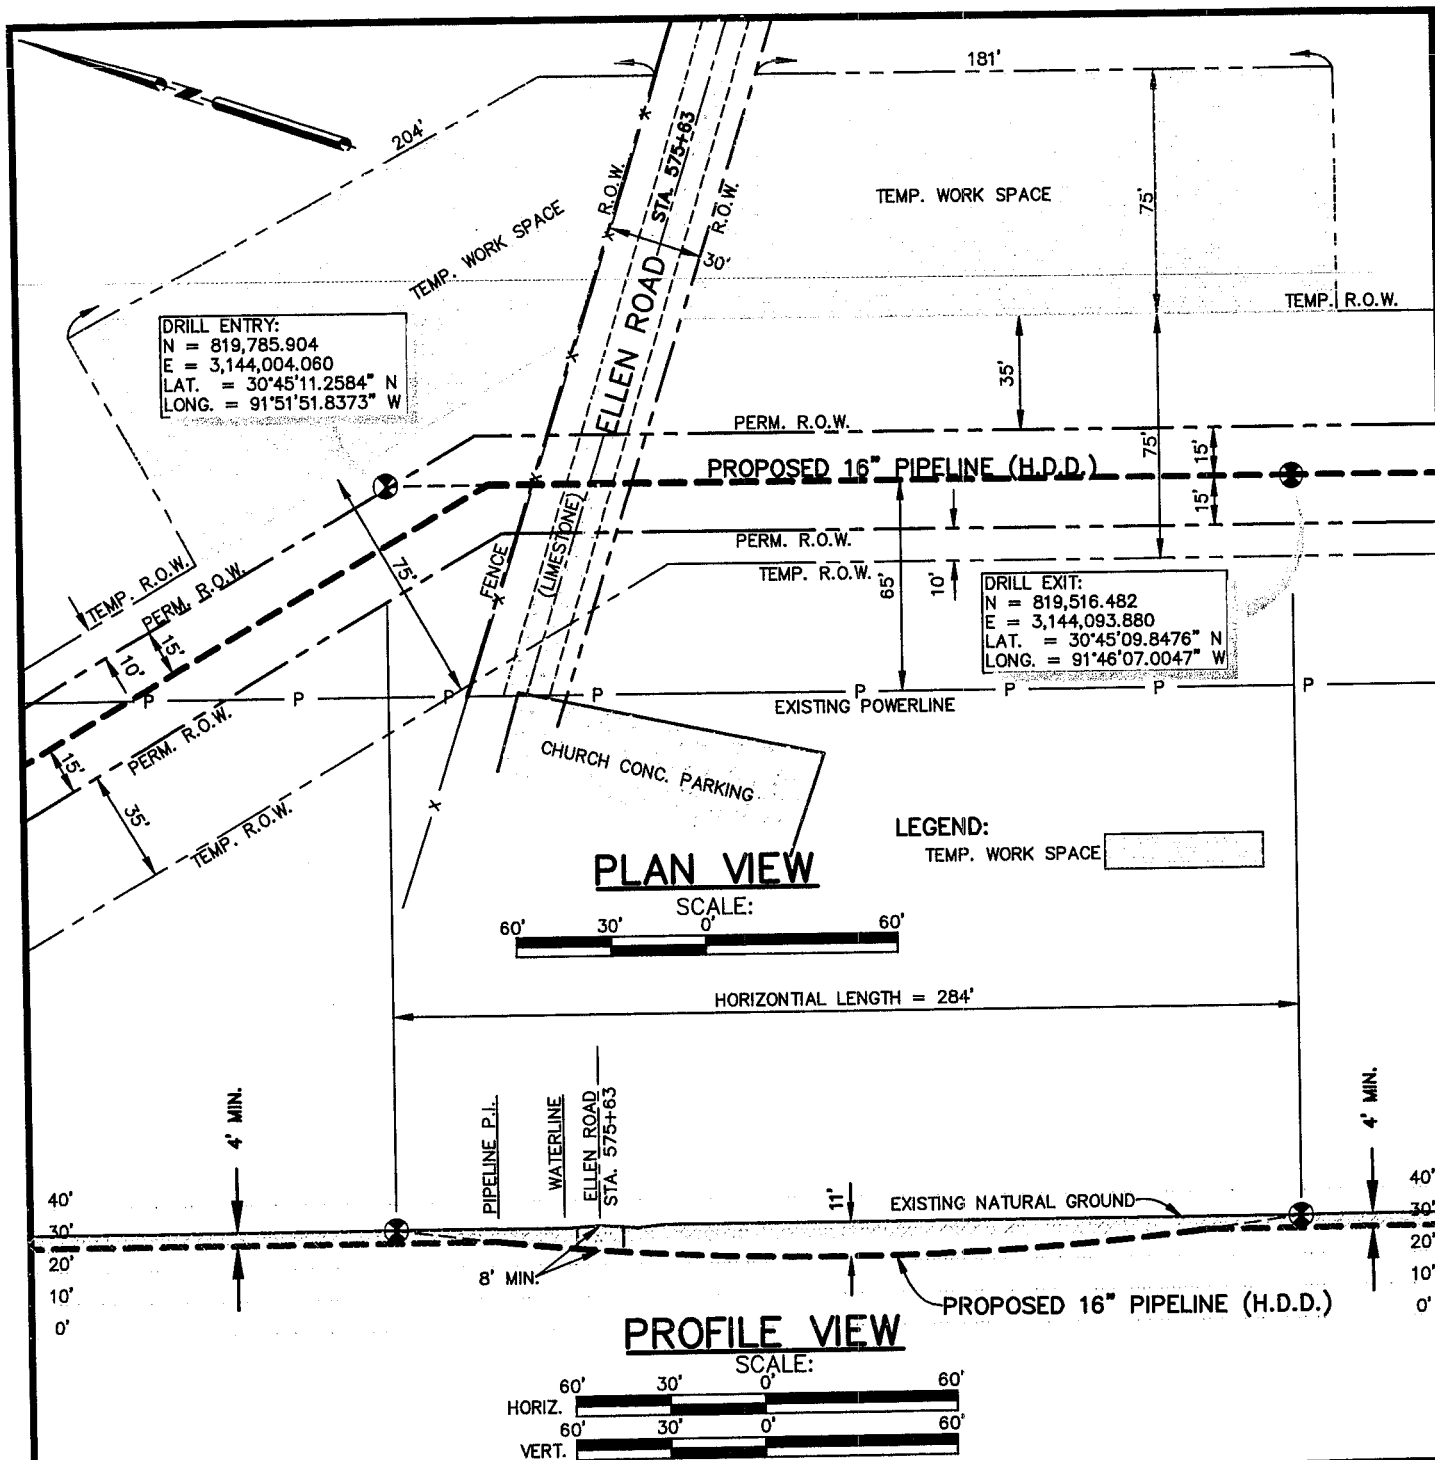 181'
204'
TEMP. WORK SPACE
R.O.W.
STA. 575+63
R.O.W.
30'
ELLEN ROAD
(LIMESTONE)
FENCE
TEMP. WORK SPACE
75'
TEMP. R.O.W.
DRILL ENTRY:
N = 819,785.904
E = 3,144,004.060
LAT. = 30°45'11.2584" N
LONG. = 91°51'51.8373" W
35'
PERM. R.O.W.
75'
15'
PROPOSED 16" PIPELINE (H.D.D.)
15'
PERM. R.O.W.
TEMP. R.O.W.
65'
10'
DRILL EXIT:
N = 819,516.482
E = 3,144,093.880
LAT. = 30°45'09.8476" N
LONG. = 91°46'07.0047" W
75'
TEMP. R.O.W.
PERM. R.O.W.
15'
10'
P P P P P P P P
EXISTING POWERLINE
PERM. R.O.W.
15'
35'
TEMP. R.O.W.
CHURCH CONC. PARKING
LEGEND:
TEMP. WORK SPACE
PLAN VIEW
SCALE:
60' 30' 0' 60'
HORIZONTIAL LENGTH = 284'
4' MIN.
PIPELINE P.I.
WATERLINE
ELLEN ROAD
STA. 575+63
11'
EXISTING NATURAL GROUND
4' MIN.
40'
30'
20'
10'
0'
40'
30'
20'
10'
0'
8' MIN.
PROPOSED 16" PIPELINE (H.D.D.)
PROFILE VIEW
SCALE:
60' 30' 0' 60'
HORIZ.
60' 30' 0' 60'
VERT.